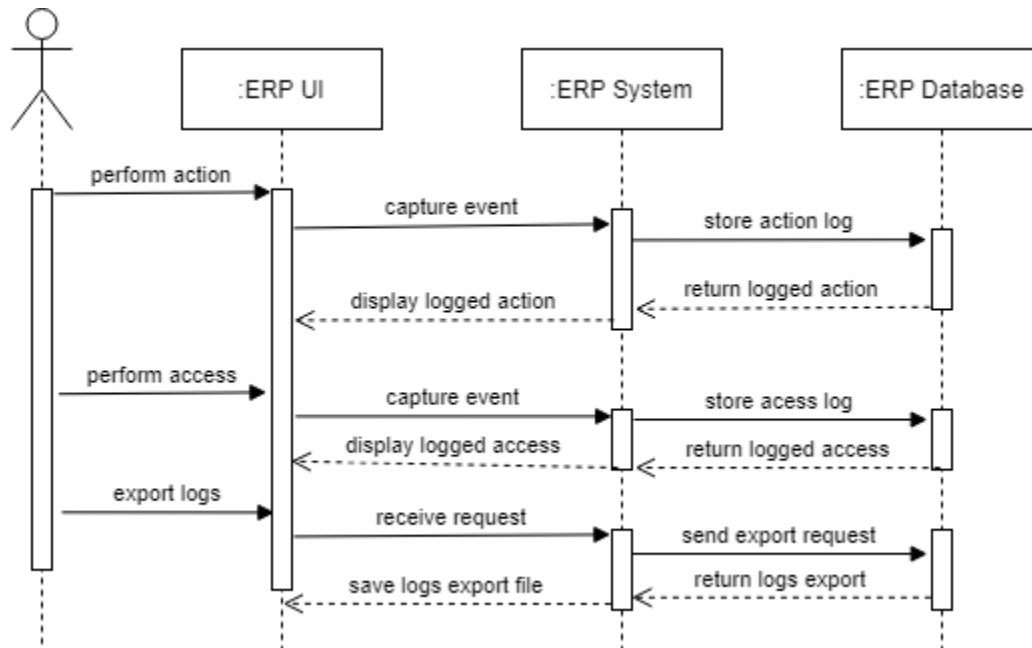 :ERP UI
:ERP System
:ERP Database
perform action
capture event
store action log
return logged action
display logged action
perform access
capture event
store acess log
display logged access
return logged access
export logs
receive request
send export request
return logs export
save logs export file